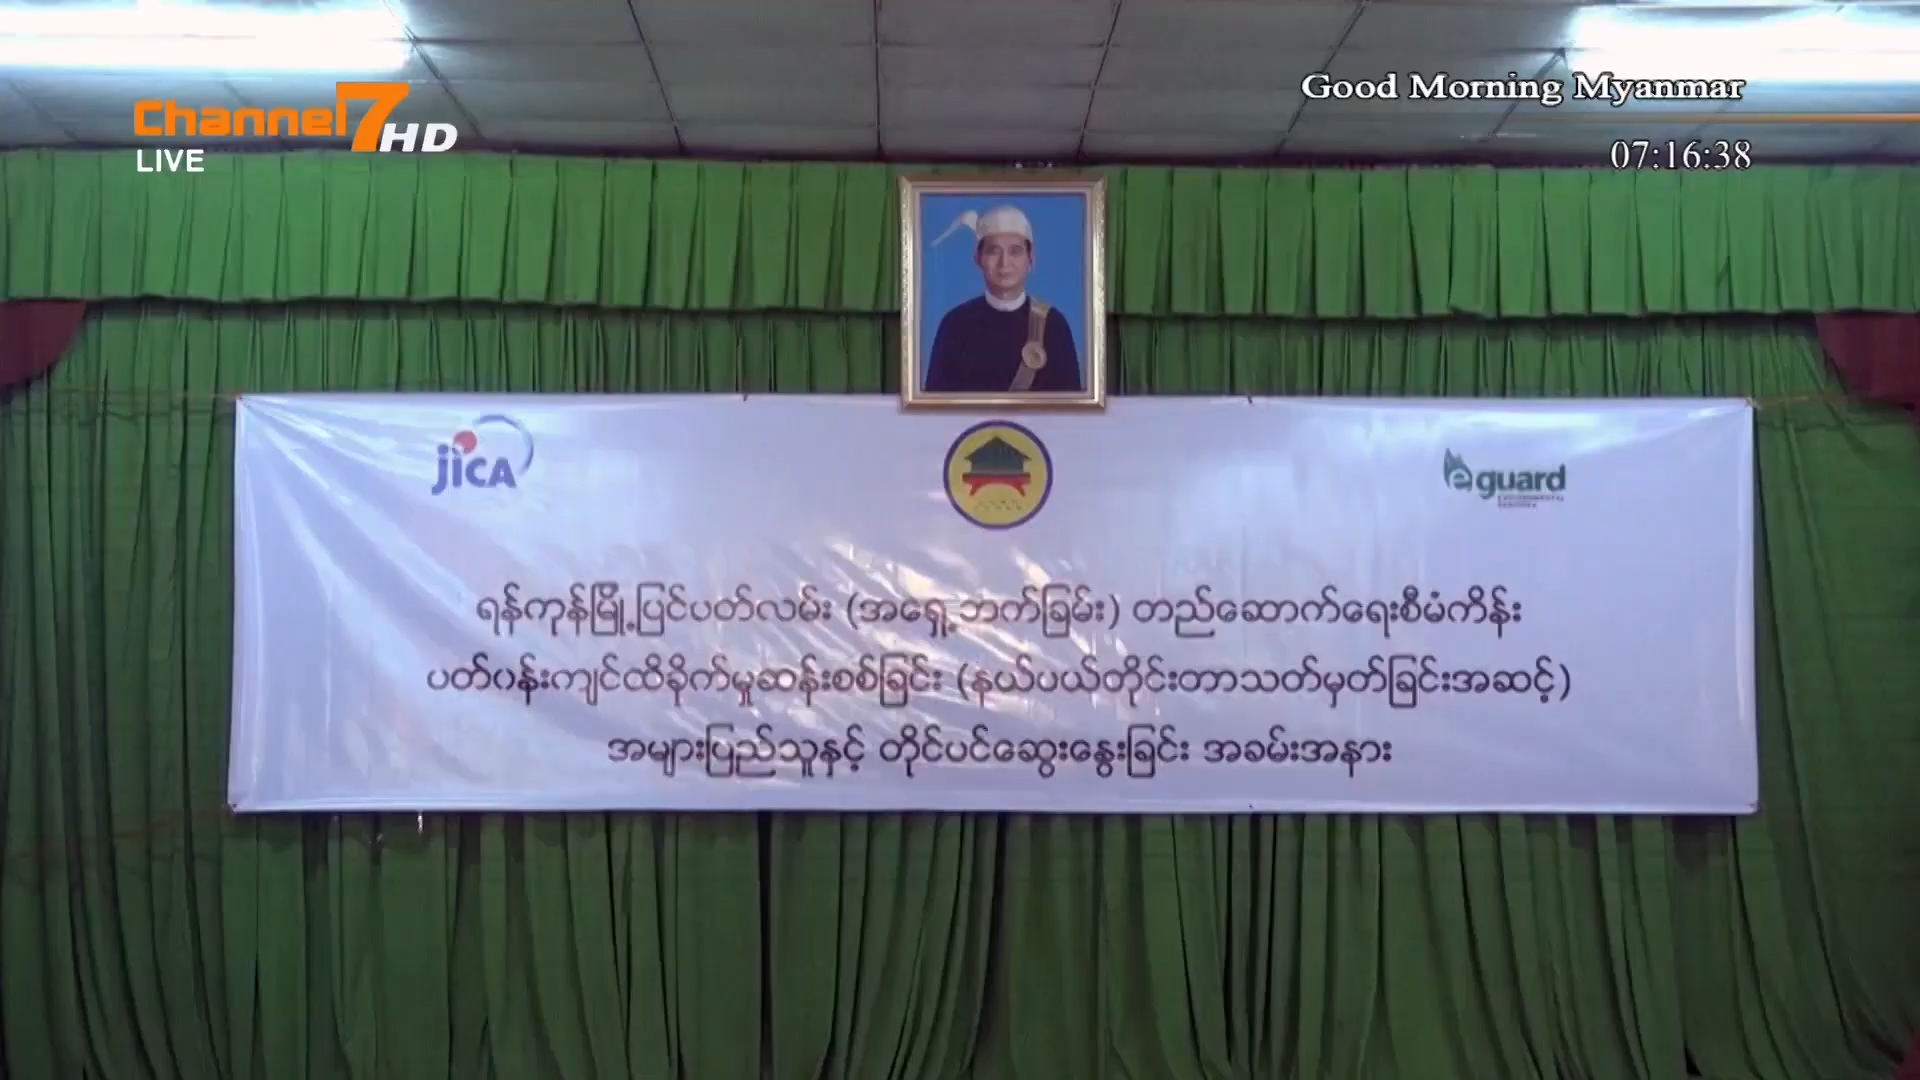 Channel7HD
LIVE
Good Morning Myanmar
07:16:38
jICA
eguard
ရန်ကုန်မြို့ပြင်ပတ်လမ်း (အရှေ့ဘက်ခြမ်း) တည်ဆောက်ရေးစီမံကိန်း
ပတ်ဝန်းကျင်ထိခိုက်မှုဆန်းစစ်ခြင်း (နယ်ပယ်တိုင်းတာသတ်မှတ်ခြင်းအဆင့်)
အများပြည်သူနှင့် တိုင်ပင်ဆွေးနွေးခြင်း အခမ်းအနား